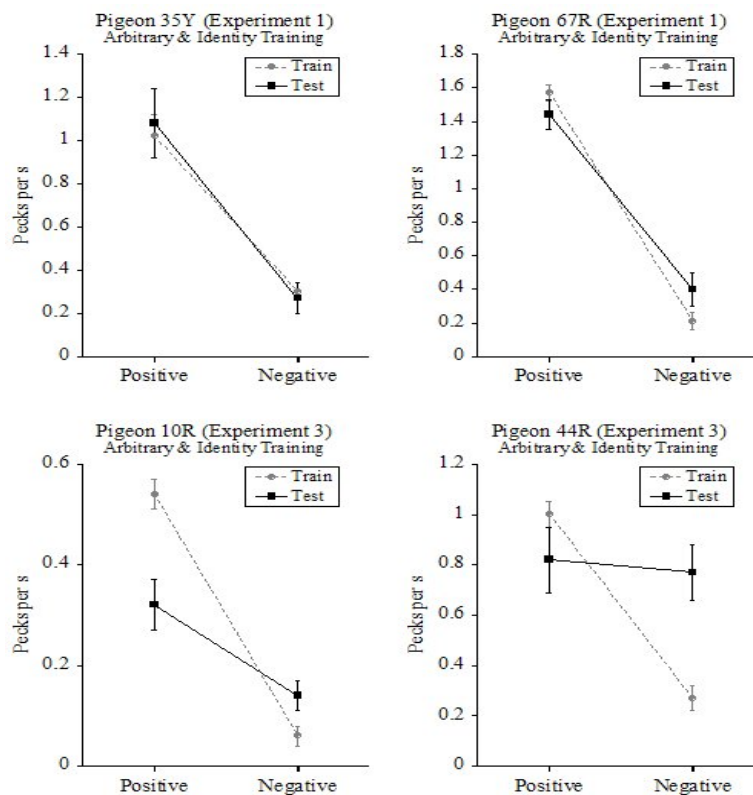 Pigeon 35Y (Experiment 1)
Arbitrary & Identity Training
1.4
1.2
1
0.8
0.6
0.4
0.2
0
Pecks per s
Train
Test
Positive
Negative
Pigeon 67R (Experiment 1)
Arbitrary & Identity Training
1.8
1.6
1.4
1.2
1
0.8
0.6
0.4
0.2
0
Pecks per s
Train
Test
Positive
Negative
Pigeon 10R (Experiment 3)
Arbitrary & Identity Training
0.6
0.4
0.2
0
Pecks per s
Train
Test
Positive
Negative
Pigeon 44R (Experiment 3)
Arbitrary & Identity Training
1.2
1
0.8
0.6
0.4
0.2
0
Pecks per s
Train
Test
Positive
Negative